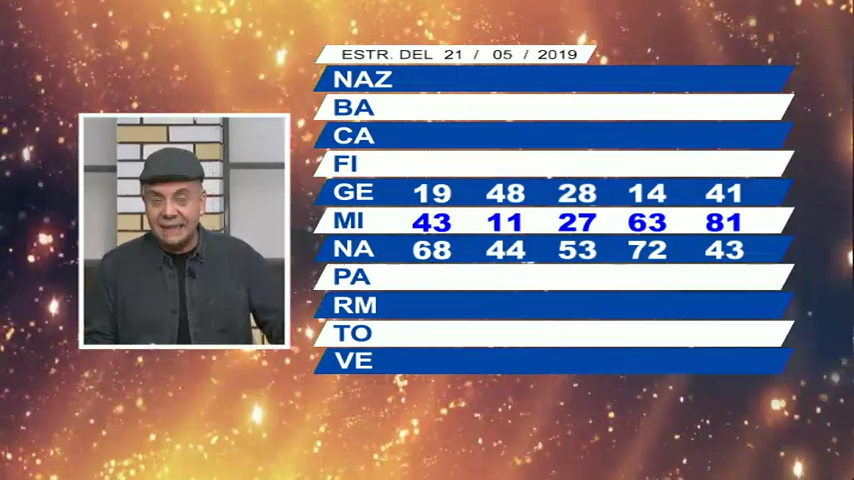 ESTR. DEL 21 / 05 / 2019
NAZ
BA
CA
FI
GE 19 48 28 14 41
MI 43 11 27 63 81
NA 68 44 53 72 43
PA
RM
TO
VE